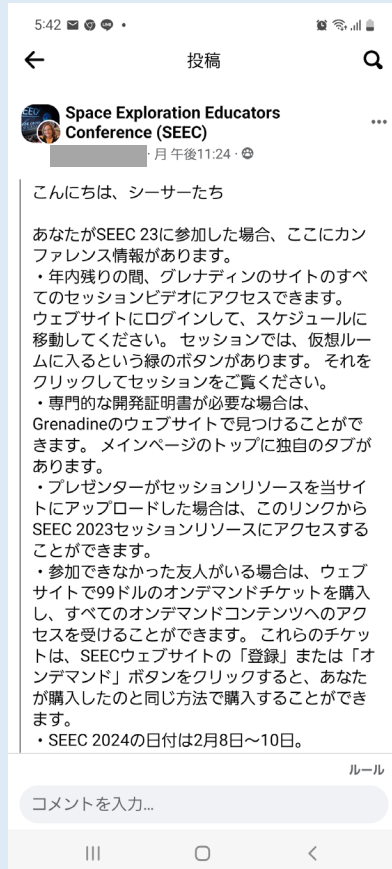 5:42
投稿
Space Exploration Educators
Conference (SEEC)
· 月 午後11:24 ·
こんにちは、シーサーたち
あなたがSEEC 23に参加した場合、ここにカン
ファレンス情報があります。
・年内残りの間、グレナディンのサイトのすべ
てのセッションビデオにアクセスできます。
ウェブサイトにログインして、スケジュールに
移動してください。 セッションでは、仮想ルー
ムに入るという緑のボタンがあります。 それを
クリックしてセッションをご覧ください。
・専門的な開発証明書が必要な場合は、
Grenadineのウェブサイトで見つけることがで
きます。 メインページのトップに独自のタブが
あります。
・プレゼンターがセッションリソースを当サイ
トにアップロードした場合は、このリンクから
SEEC 2023セッションリソースにアクセスする
ことができます。
・参加できなかった友人がいる場合は、ウェブ
サイトで99ドルのオンデマンドチケットを購入
し、すべてのオンデマンドコンテンツへのアク
セスを受けることができます。 これらのチケッ
トは、SEECウェブサイトの「登録」または「オ
ンデマンド」ボタンをクリックすると、あなた
が購入したのと同じ方法で購入することができ
ます。
・SEEC 2024の日付は2月8日〜10日。
ルール
コメントを入力...